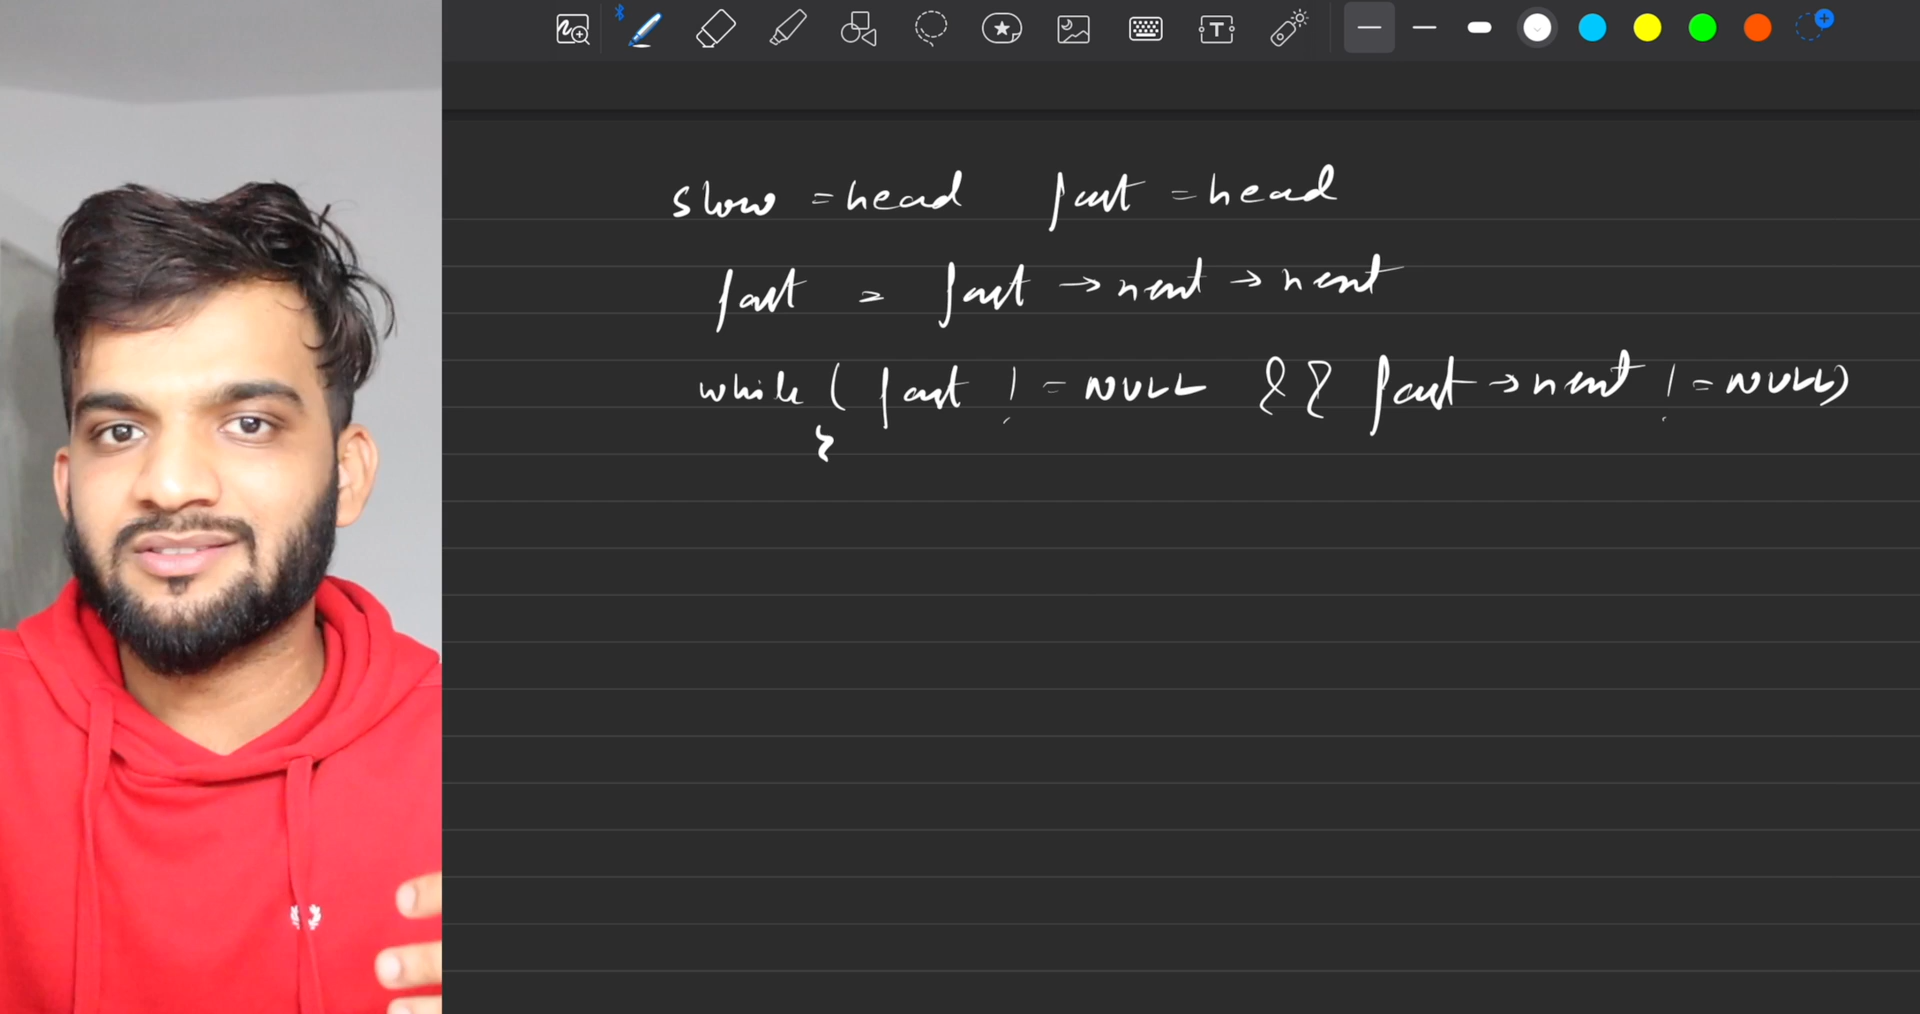 slow = head fast = head
fast = fast → next → next
while ( fast != NULL && fast → next != NULL)
{